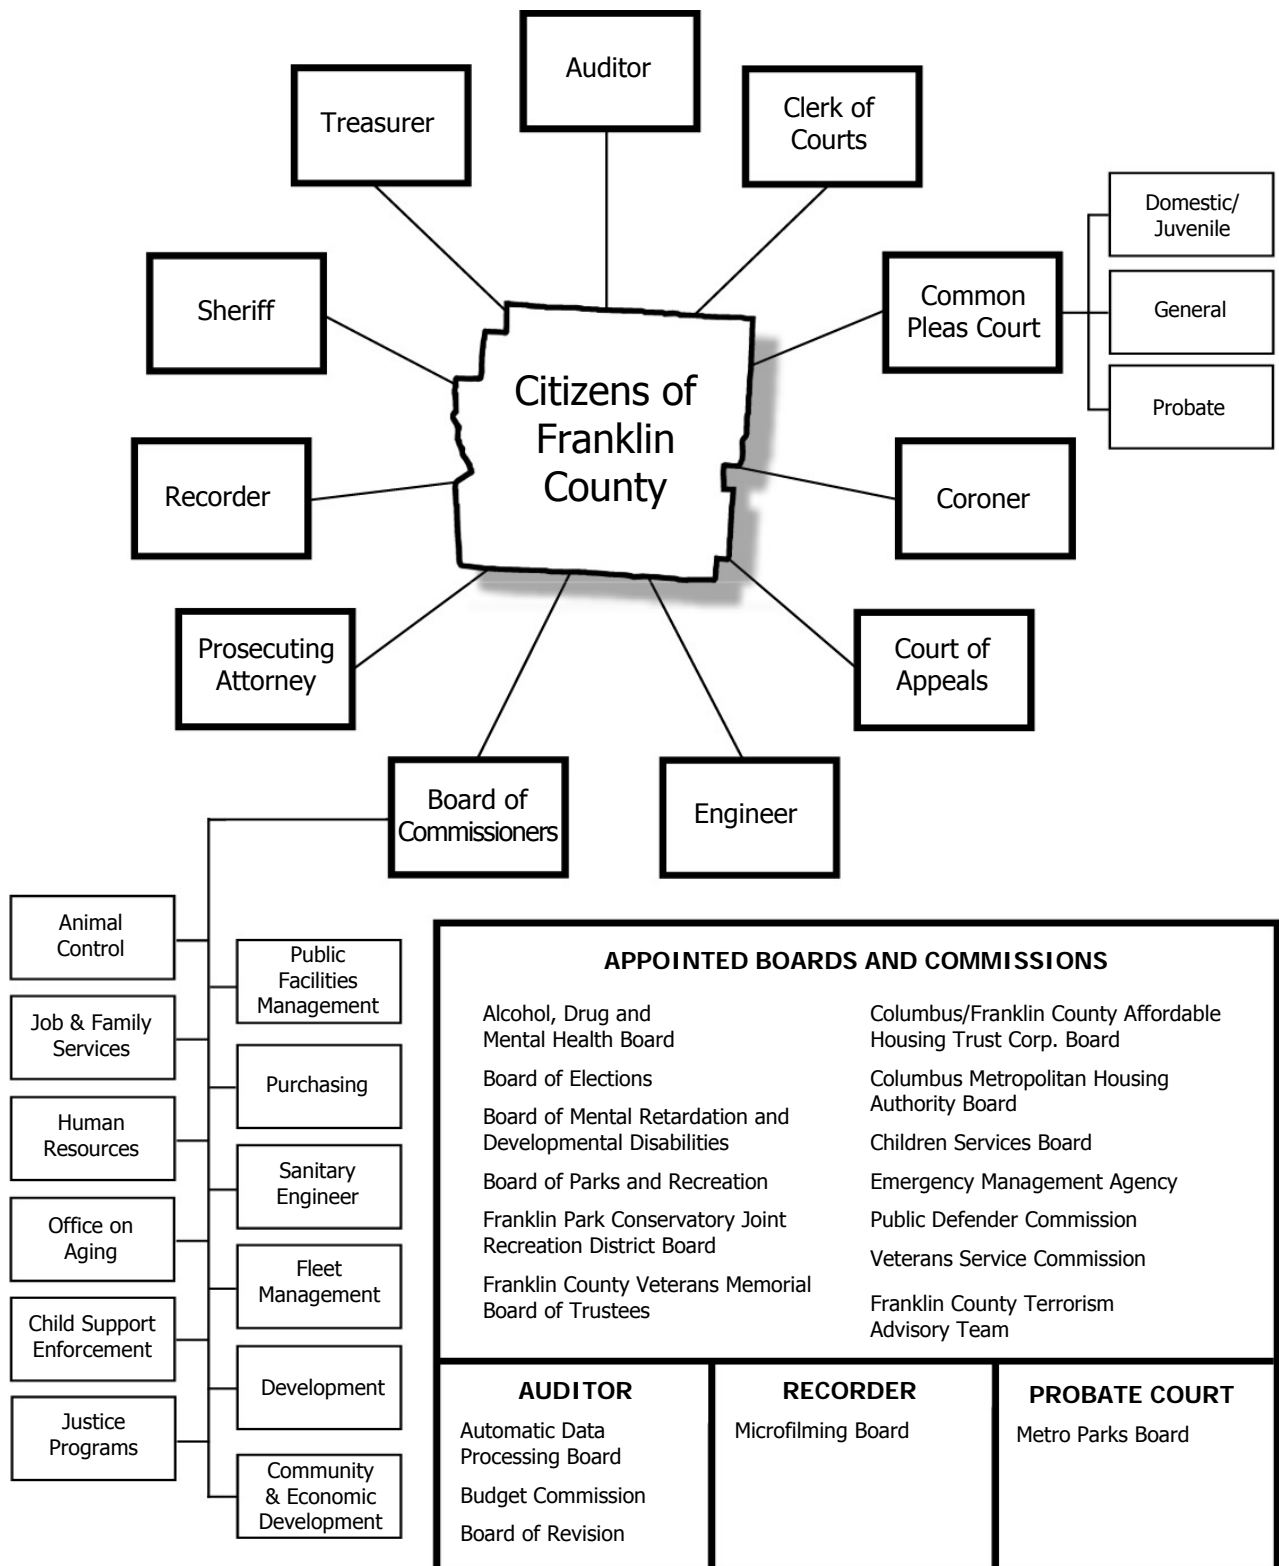 Auditor
Treasurer
Clerk of
Courts
Domestic/
Juvenile
Sheriff
Common
Pleas Court
General
Citizens of
Franklin
County
Probate
Recorder
Coroner
Prosecuting
Attorney
Court of
Appeals
Board of
Commissioners
Engineer
Animal
Control
Job & Family
Services
Human
Resources
Office on
Aging
Child Support
Enforcement
Justice
Programs
Public
Facilities
Management
Purchasing
Sanitary
Engineer
Fleet
Management
Development
Community
& Economic
Development
APPOINTED BOARDS AND COMMISSIONS
Alcohol, Drug and
Mental Health Board
Board of Elections
Board of Mental Retardation and
Developmental Disabilities
Board of Parks and Recreation
Franklin Park Conservatory Joint
Recreation District Board
Franklin County Veterans Memorial
Board of Trustees
Columbus/Franklin County Affordable
Housing Trust Corp. Board
Columbus Metropolitan Housing
Authority Board
Children Services Board
Emergency Management Agency
Public Defender Commission
Veterans Service Commission
Franklin County Terrorism
Advisory Team
AUDITOR
Automatic Data
Processing Board
Budget Commission
Board of Revision
RECORDER
Microfilming Board
PROBATE COURT
Metro Parks Board